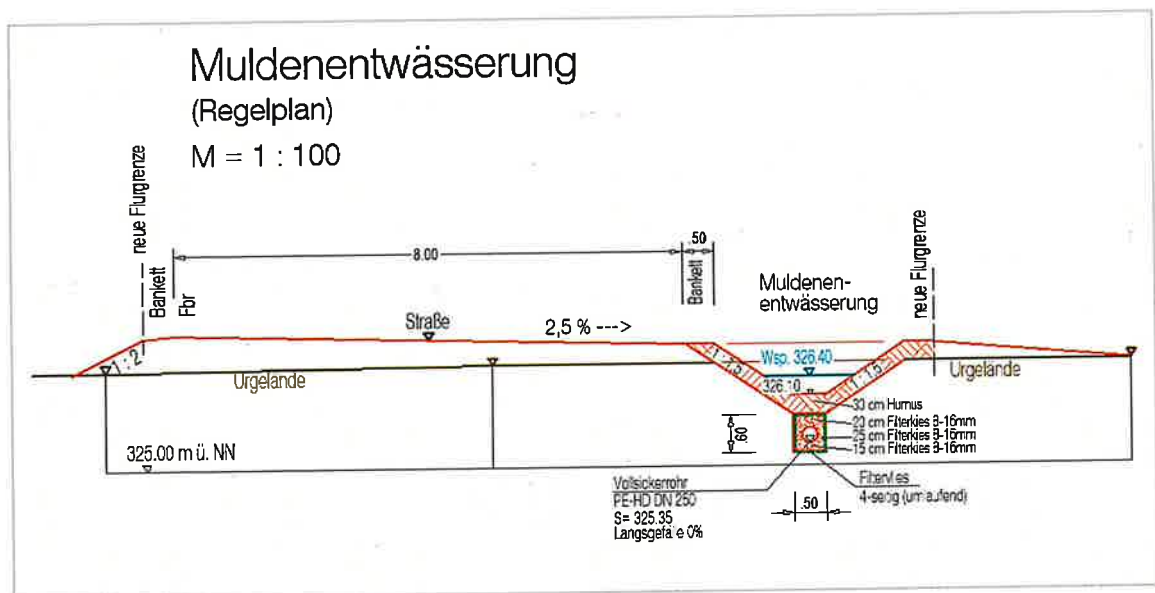 Muldenentwässerung
(Regelplan)
M = 1 : 100
neue Flurgrenze
Bankett
Fbr
8.00
.50
Bankett
Muldenen-
entwässerung
neue Flurgrenze
Straße
2,5 % --->
1 : 2
1 : 1,5
Wsp. 326.40
326.10
1 : 1,5
Urgelände
Urgelände
30 cm Humus
20 cm Filterkies 8-16mm
25 cm Filterkies 8-16mm
15 cm Filterkies 8-16mm
.60
325.00 m ü. NN
Vollsickerrohr
PE-HD DN 250
S= 325.35
Längsgefälle 0%
.50
Filtervlies
4-seitig (umlaufend)